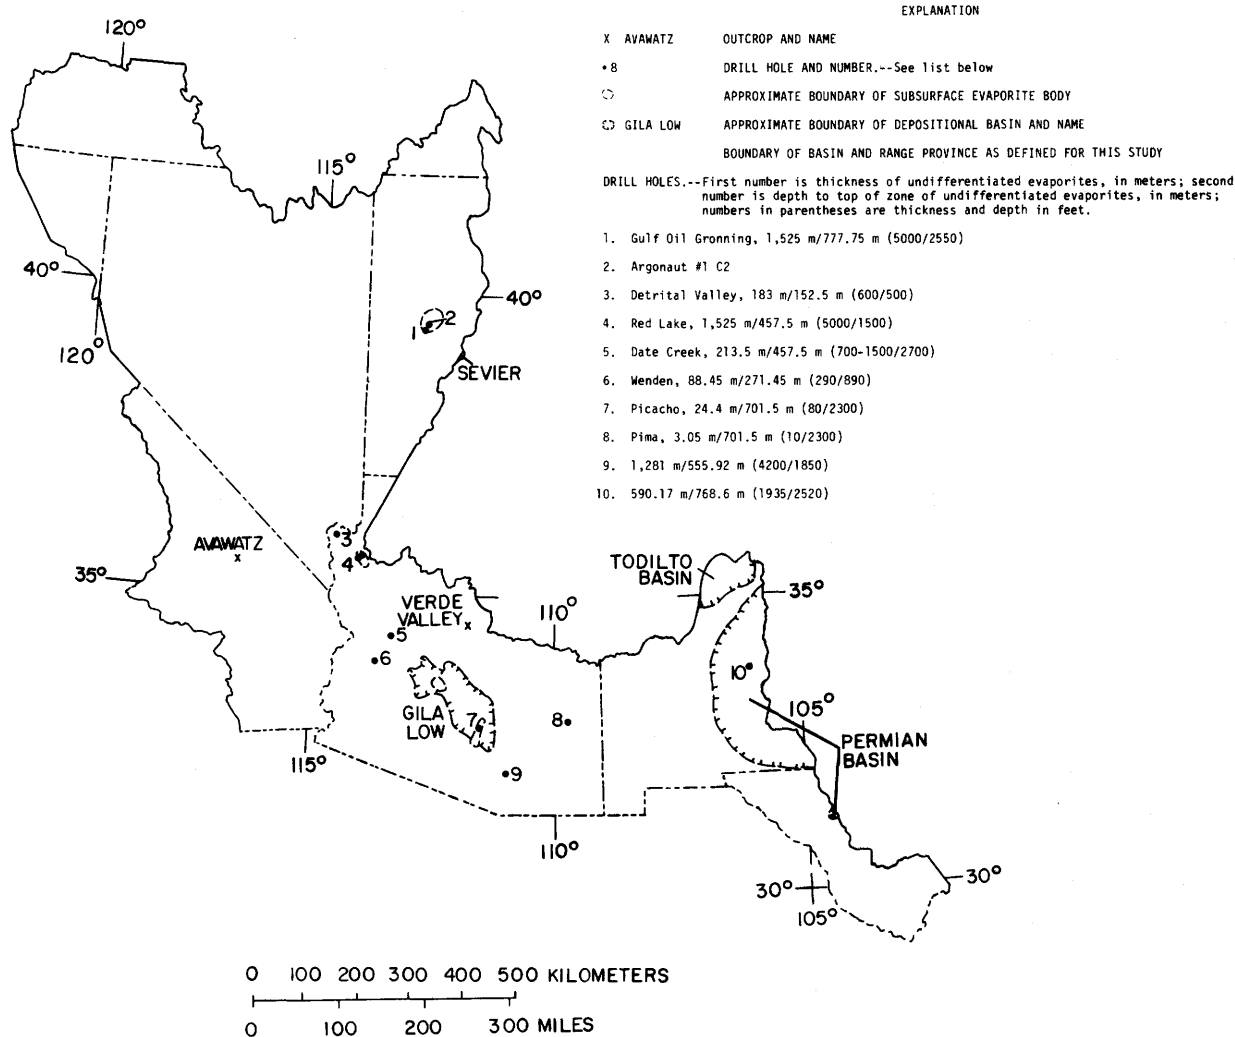 EXPLANATION
X AVAWATZ OUTCROP AND NAME
•8 DRILL HOLE AND NUMBER.--See list below
APPROXIMATE BOUNDARY OF SUBSURFACE EVAPORITE BODY
GILA LOW APPROXIMATE BOUNDARY OF DEPOSITIONAL BASIN AND NAME
BOUNDARY OF BASIN AND RANGE PROVINCE AS DEFINED FOR THIS STUDY
DRILL HOLES.--First number is thickness of undifferentiated evaporites, in meters; second
number is depth to top of zone of undifferentiated evaporites, in meters;
numbers in parentheses are thickness and depth in feet.
1. Gulf Oil Gronning, 1,525 m/777.75 m (5000/2550)
2. Argonaut #1 C2
3. Detrital Valley, 183 m/152.5 m (600/500)
4. Red Lake, 1,525 m/457.5 m (5000/1500)
5. Date Creek, 213.5 m/457.5 m (700-1500/2700)
6. Wenden, 88.45 m/271.45 m (290/890)
7. Picacho, 24.4 m/701.5 m (80/2300)
8. Pima, 3.05 m/701.5 m (10/2300)
9. 1,281 m/555.92 m (4200/1850)
10. 590.17 m/768.6 m (1935/2520)
120°
115°
40°
40°
120°
1
2
SEVIER
AVAWATZ
x
3
4
35°
TODILTO
BASIN
35°
VERDE
VALLEY x
110°
5
6
10
GILA
LOW
7
8
105°
PERMIAN
BASIN
115°
9
110°
30°
30°
105°
0 100 200 300 400 500 KILOMETERS
0 100 200 300 MILES